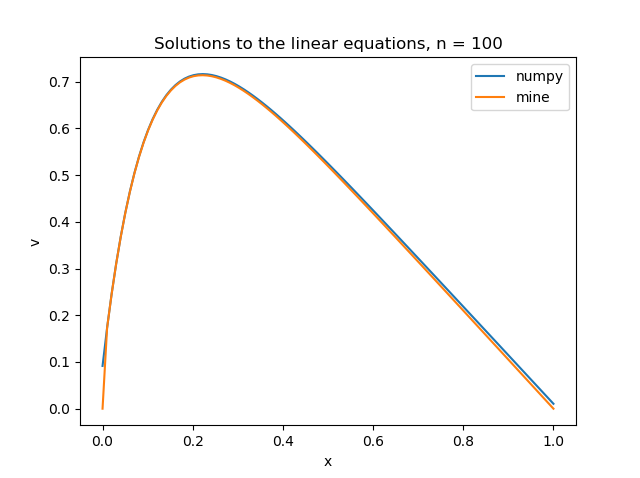 Solutions to the linear equations, n = 100
numpy
mine
0.7
0.6
0.5
0.4
0.3
0.2
0.1
0.0
v
0.0 0.2 0.4 0.6 0.8 1.0
x